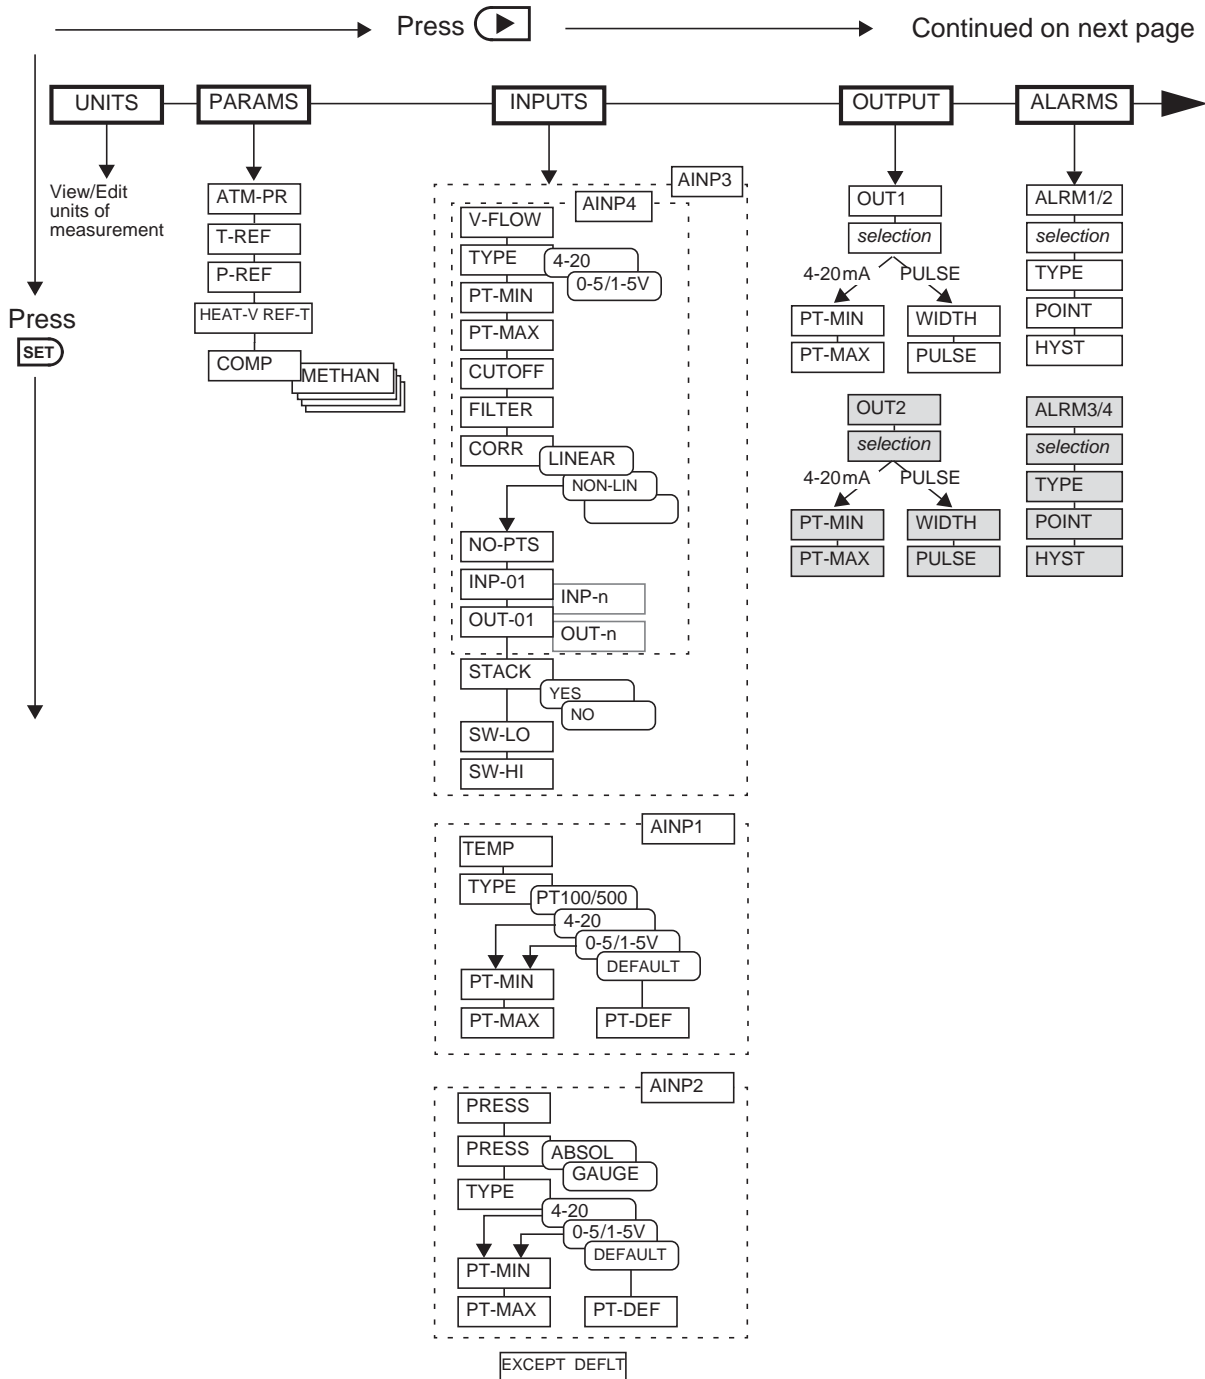 Press
Continued on next page
UNITS
PARAMS
INPUTS
OUTPUT
ALARMS
View/Edit
units of
measurement
Press
SET
ATM-PR
T-REF
P-REF
HEAT-V REF-T
COMP
METHAN
AINP3
AINP4
V-FLOW
TYPE
4-20
0-5/1-5V
PT-MIN
PT-MAX
CUTOFF
FILTER
CORR
LINEAR
NON-LIN
NO-PTS
INP-01
INP-n
OUT-01
OUT-n
STACK
YES
NO
SW-LO
SW-HI
AINP1
TEMP
TYPE
PT100/500
4-20
0-5/1-5V
DEFAULT
PT-MIN
PT-MAX
PT-DEF
AINP2
PRESS
PRESS
ABSOL
GAUGE
TYPE
4-20
0-5/1-5V
DEFAULT
PT-MIN
PT-MAX
PT-DEF
EXCEPT DEFLT
OUT1
selection
4-20mA
PULSE
PT-MIN
WIDTH
PT-MAX
PULSE
OUT2
selection
4-20mA
PULSE
PT-MIN
WIDTH
PT-MAX
PULSE
ALRM1/2
selection
TYPE
POINT
HYST
ALRM3/4
selection
TYPE
POINT
HYST